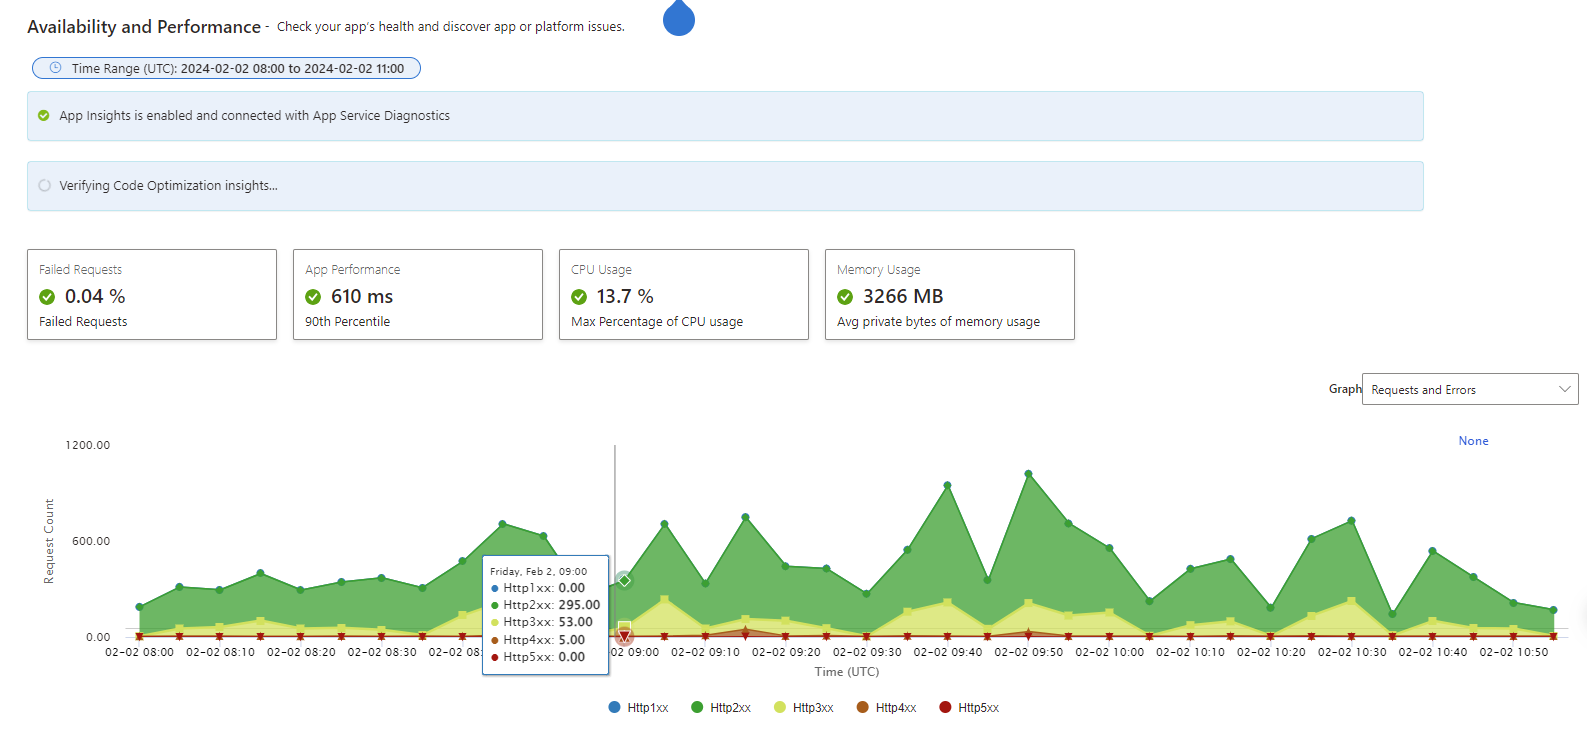 Availability and Performance - Check your app's health and discover app or platform issues.
Time Range (UTC): 2024-02-02 08:00 to 2024-02-02 11:00
App Insights is enabled and connected with App Service Diagnostics
Verifying Code Optimization insights...
Failed Requests
0.04 %
Failed Requests
App Performance
610 ms
90th Percentile
CPU Usage
13.7 %
Max Percentage of CPU usage
Memory Usage
3266 MB
Avg private bytes of memory usage
Graph
Requests and Errors
None
Request Count
1200.00
600.00
0.00
Friday, Feb 2, 09:00
Http1xx: 0.00
Http2xx: 295.00
Http3xx: 53.00
Http4xx: 5.00
Http5xx: 0.00
02-02 08:00 02-02 08:10 02-02 08:20 02-02 08:30 02-02 08: 02 09:00 02-02 09:10 02-02 09:20 02-02 09:30 02-02 09:40 02-02 09:50 02-02 10:00 02-02 10:10 02-02 10:20 02-02 10:30 02-02 10:40 02-02 10:50
Time (UTC)
Http1xx Http2xx Http3xx Http4xx Http5xx